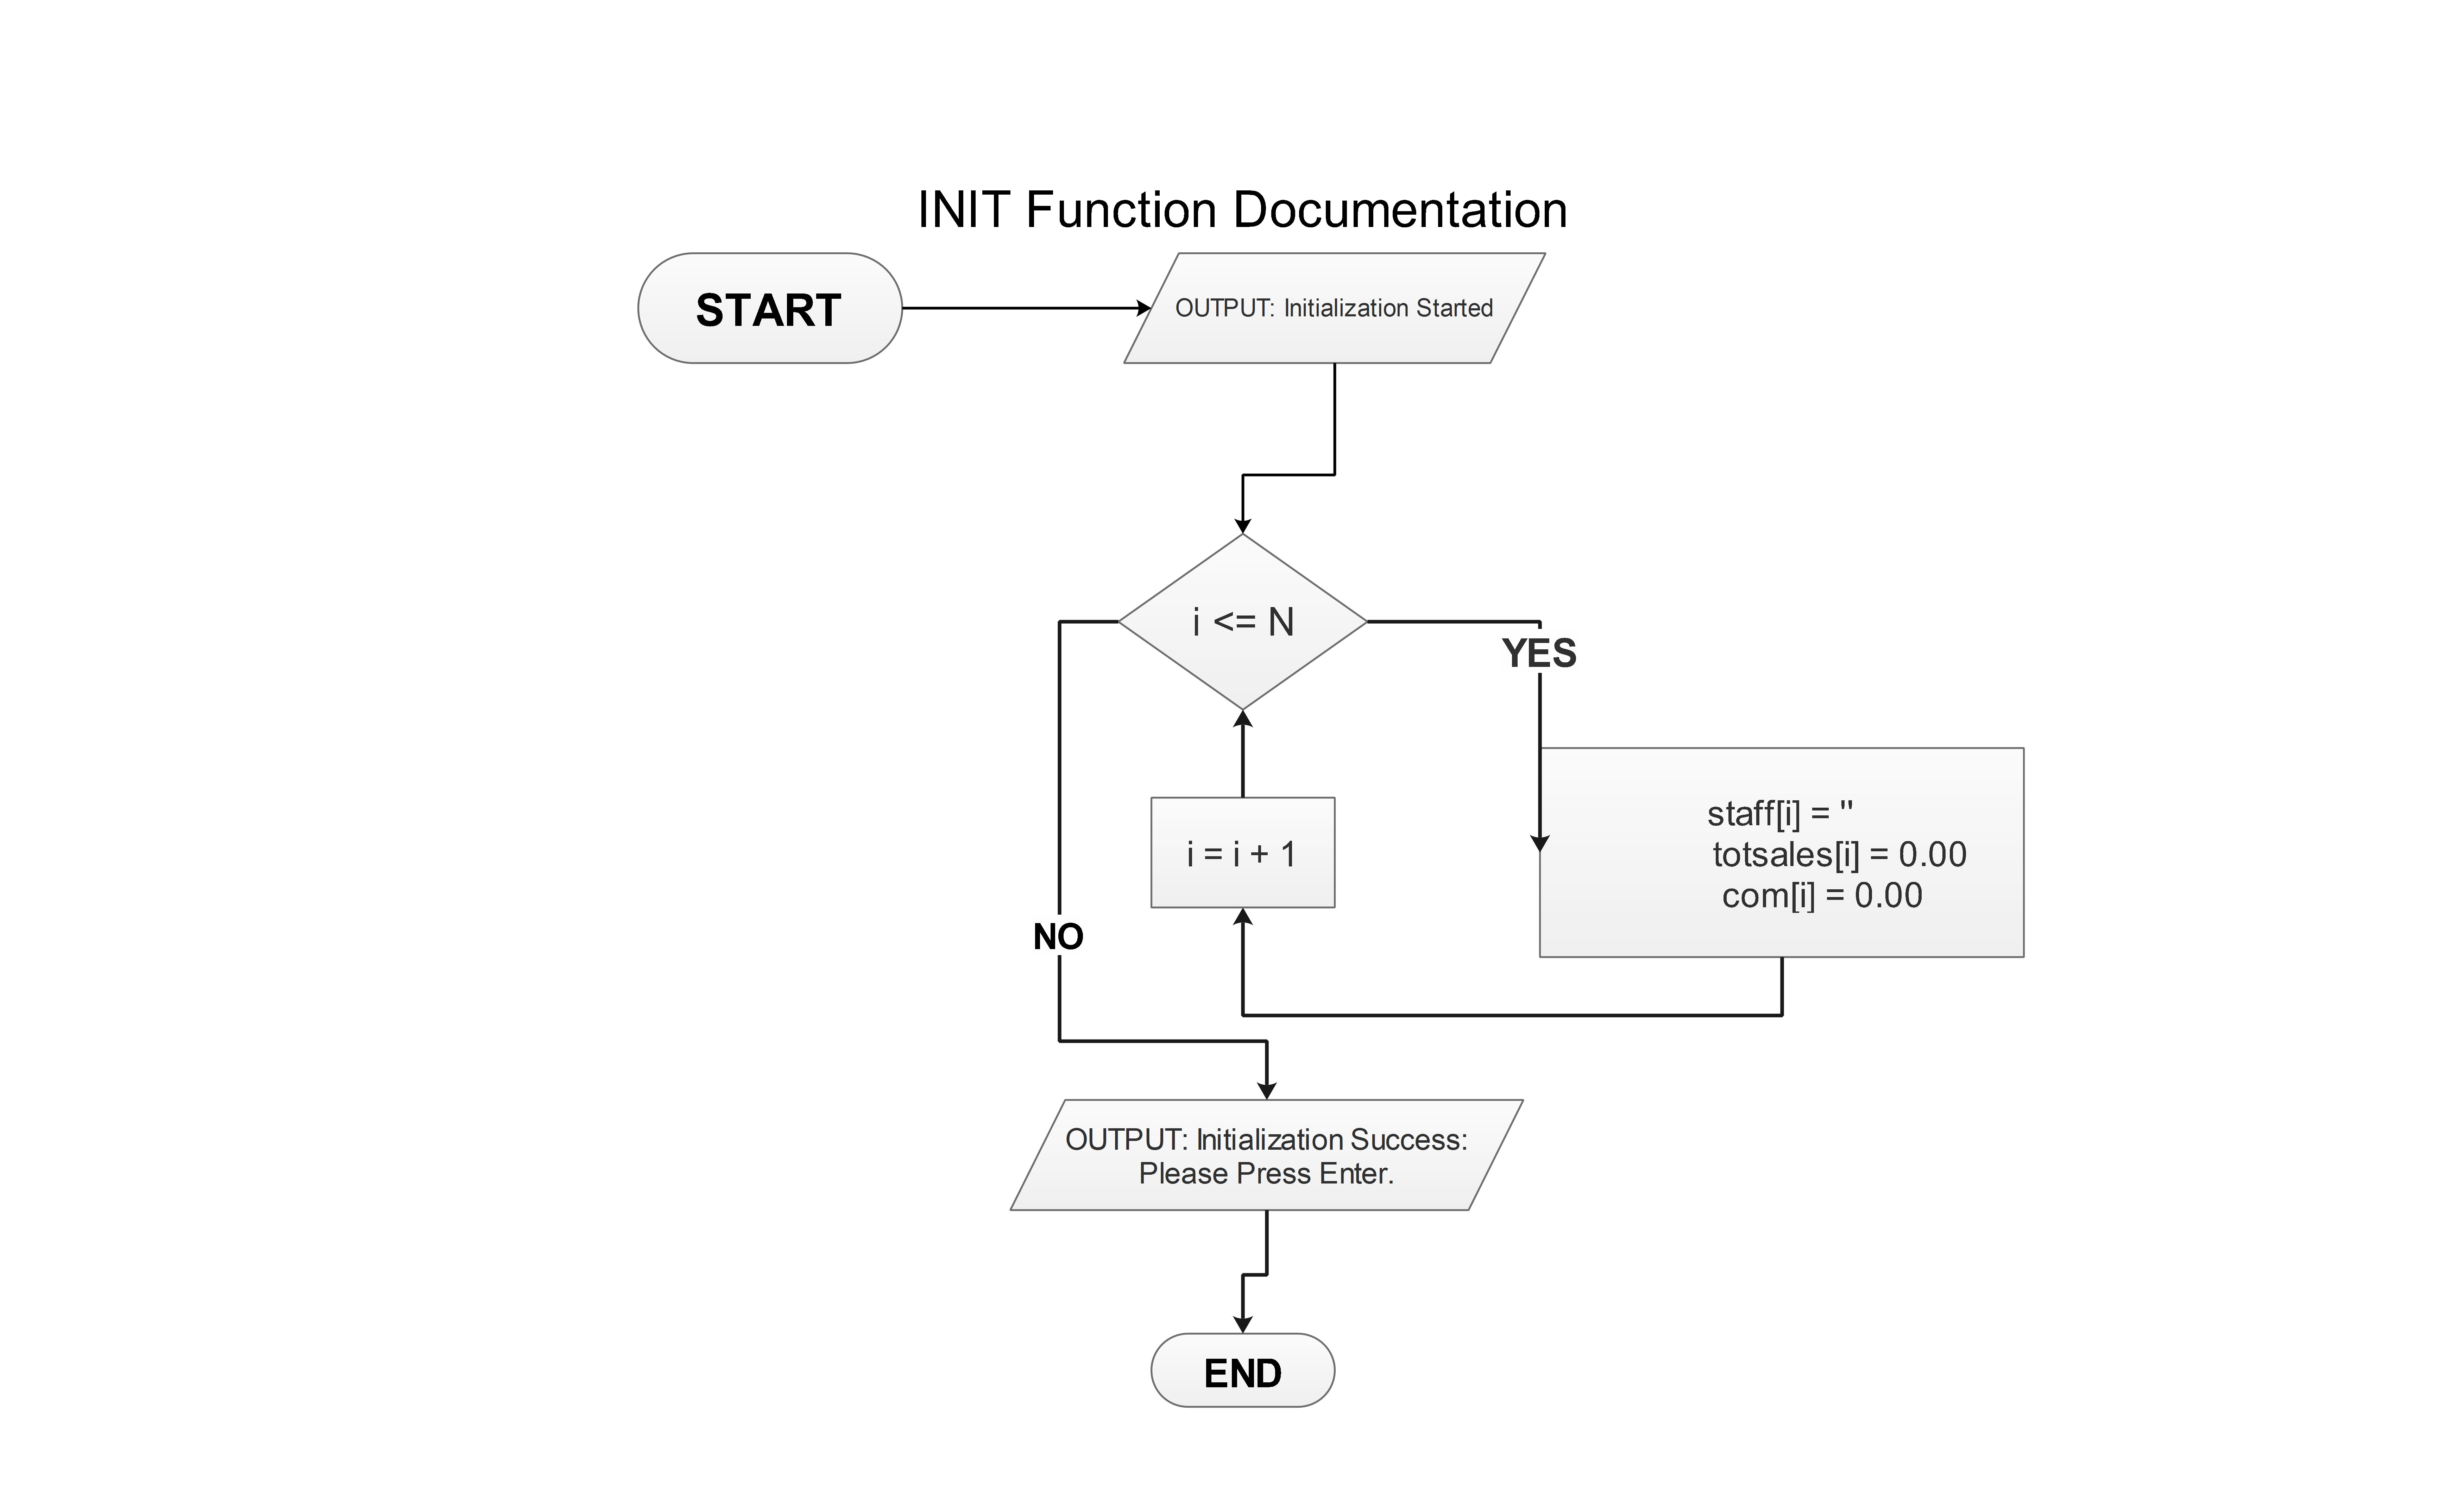 INIT Function Documentation
START
OUTPUT: Initialization Started
i <= N
YES
staff[i] = ''
totsales[i] = 0.00
com[i] = 0.00
i = i + 1
NO
OUTPUT: Initialization Success:
Please Press Enter.
END